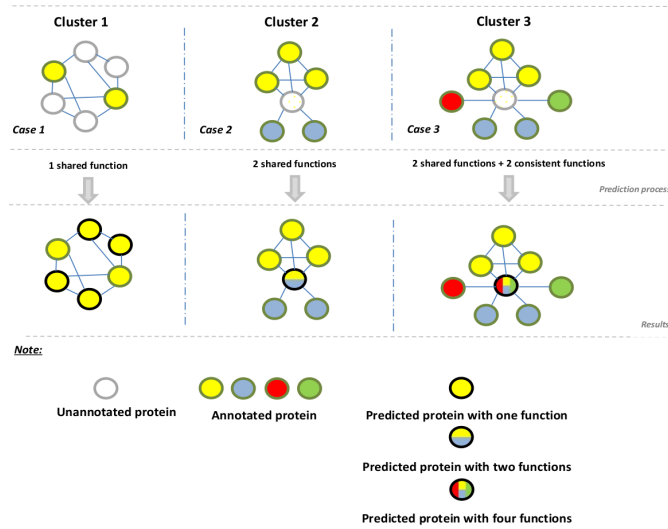 Cluster 1 Cluster 2 Cluster 3
Case 1 Case 2 Case 3
1 shared function 2 shared functions 2 shared functions + 2 consistent functions
Prediction process
Results
Note:
Unannotated protein Annotated protein Predicted protein with one function
Predicted protein with two functions
Predicted protein with four functions